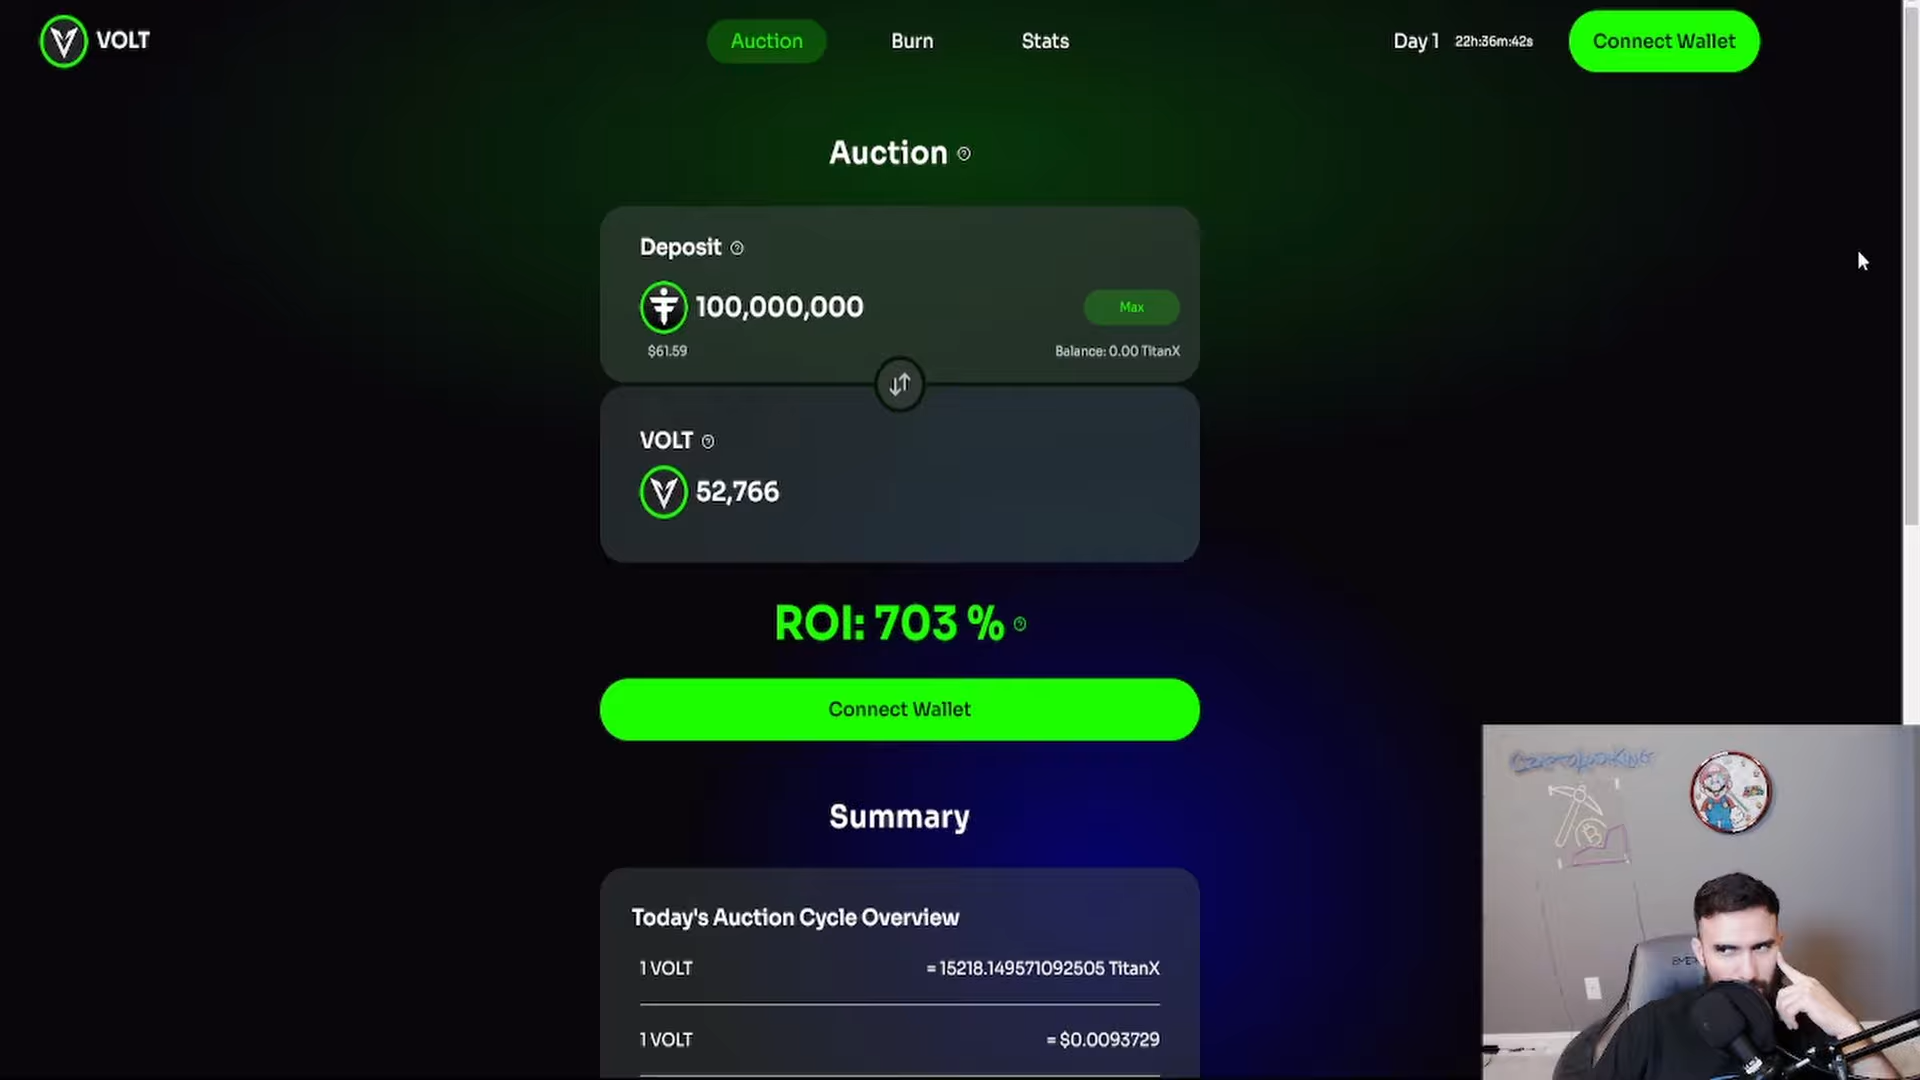 VOLT
Auction
Burn
Stats
Day 1 22h:36m:42s
Connect Wallet
Auction
Deposit
100,000,000
Max
$61.59
Balance: 0.00 TitanX
VOLT
52,766
ROI: 703 %
Connect Wallet
Summary
Today's Auction Cycle Overview
1 VOLT = 15218.149571092505 TitanX
1 VOLT = $0.0093729